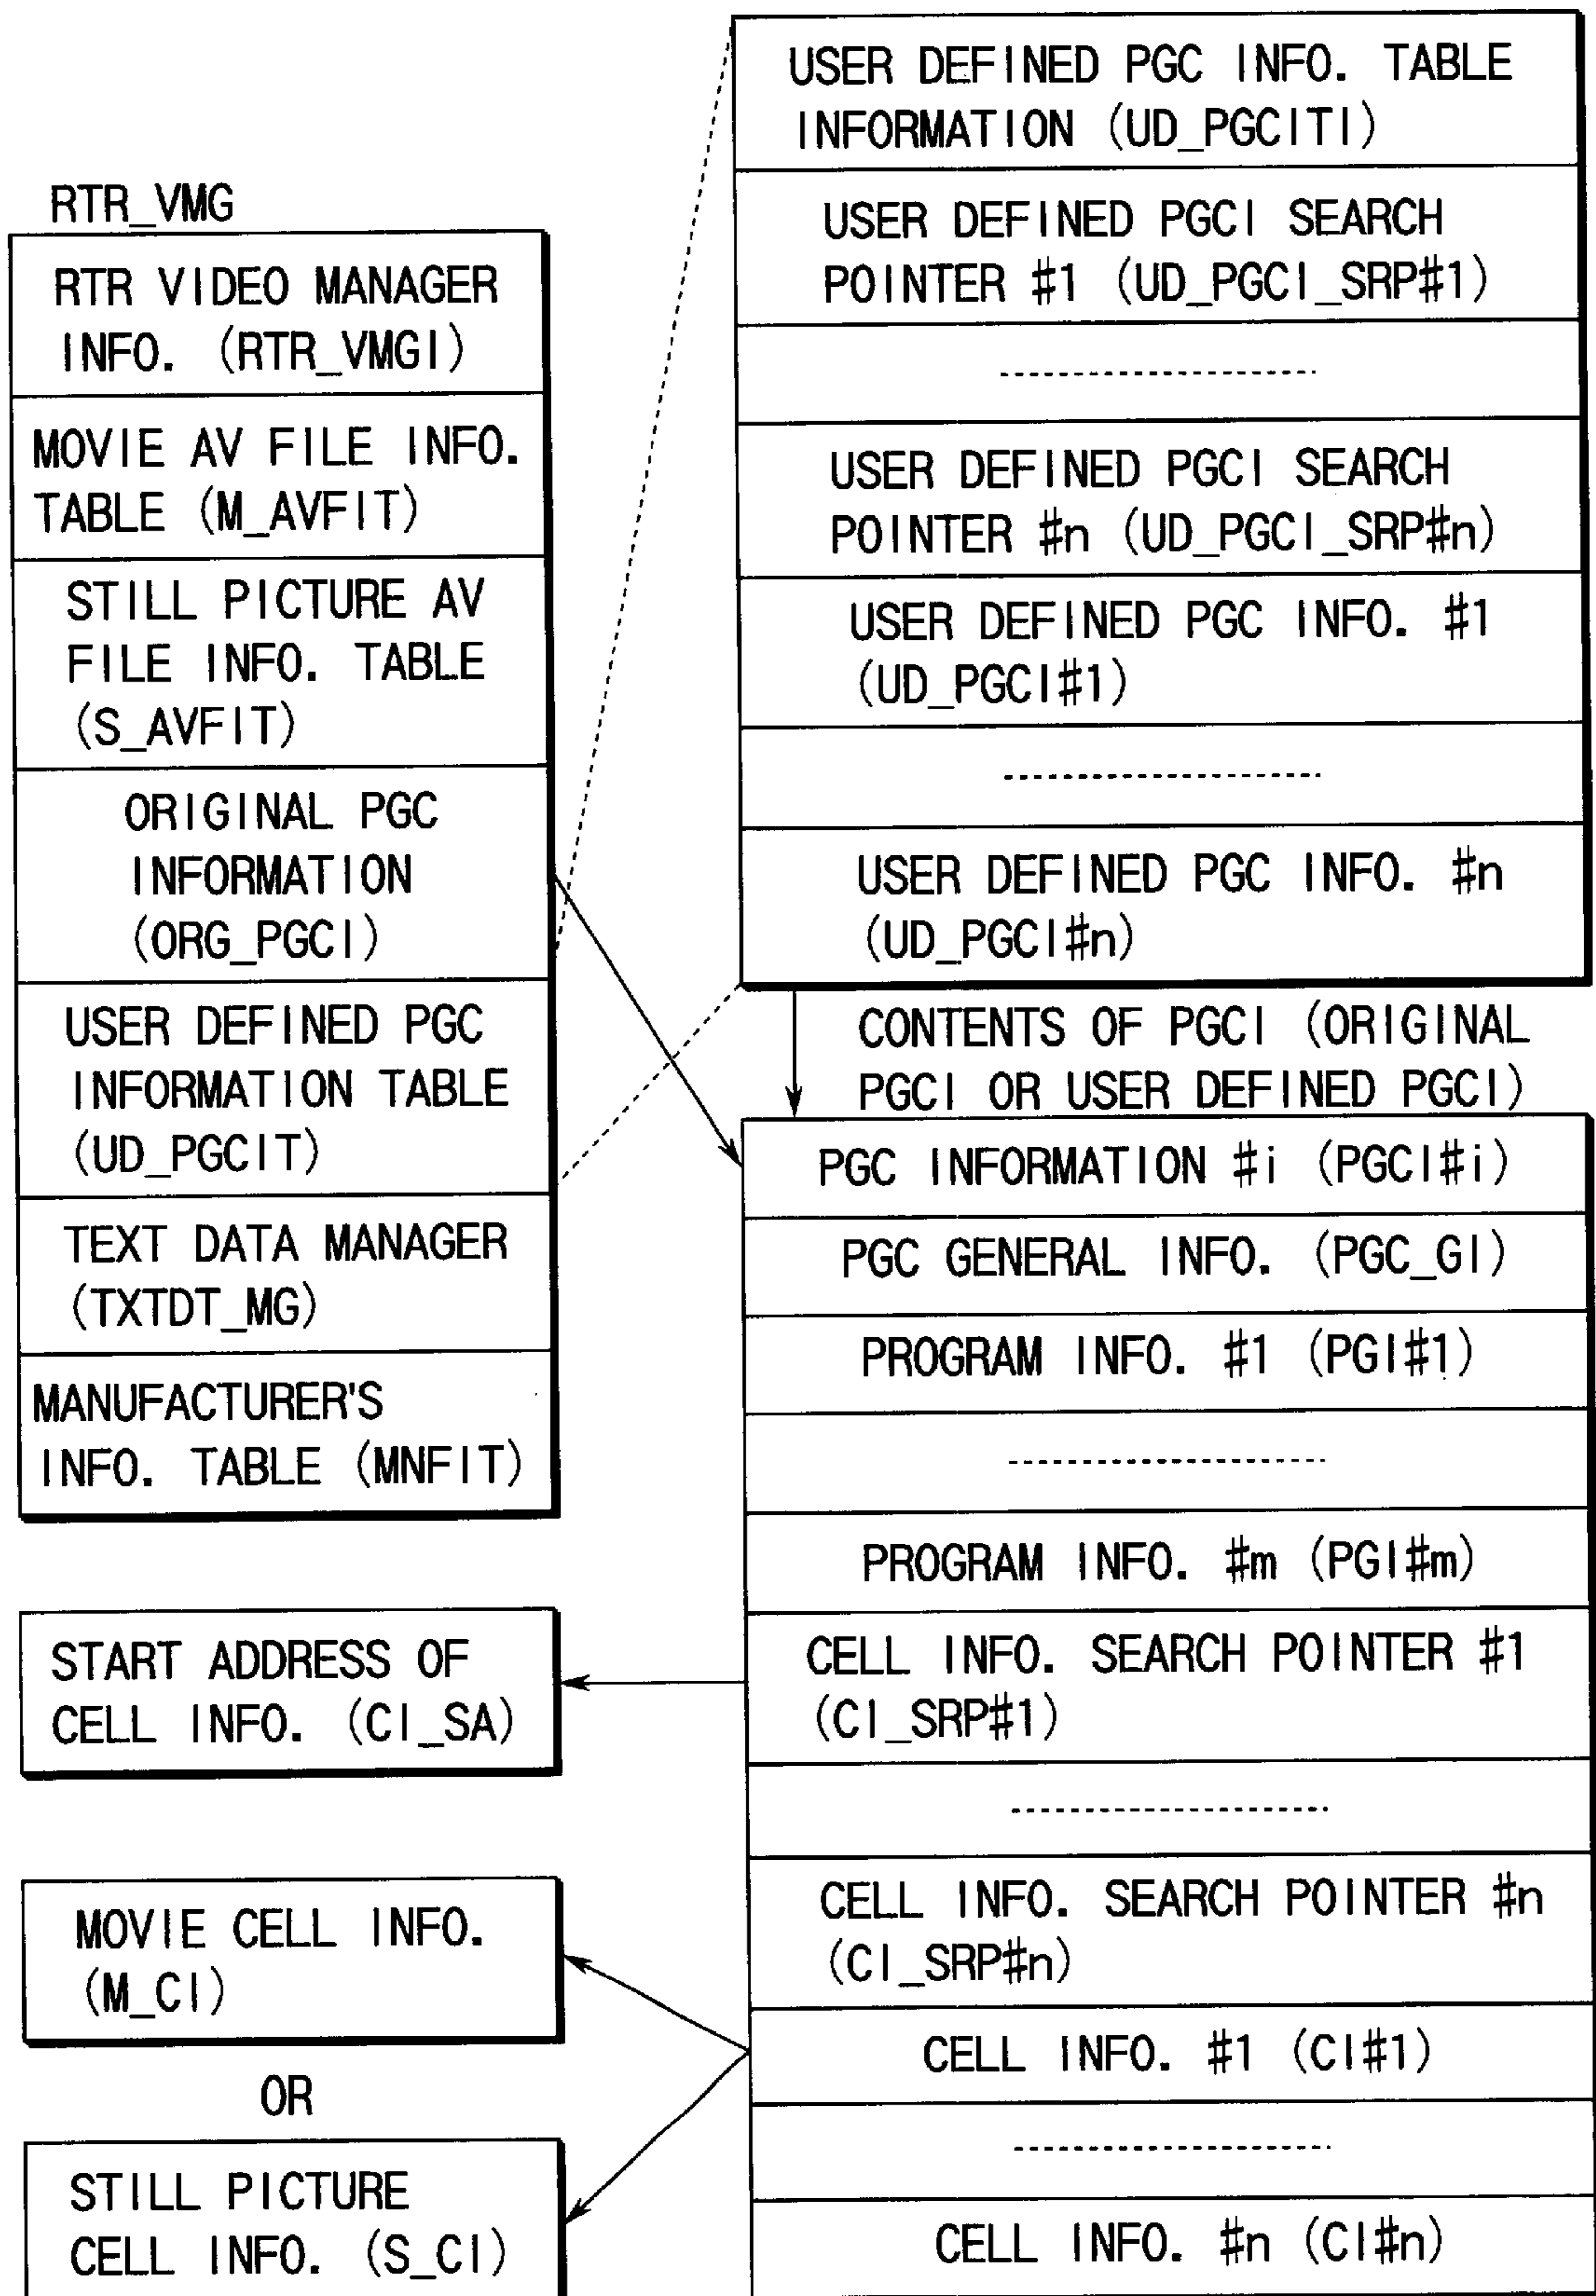 RTR_VMG
RTR VIDEO MANAGER
INFO. (RTR_VMGI)
MOVIE AV FILE INFO.
TABLE (M_AVFIT)
STILL PICTURE AV
FILE INFO. TABLE
(S_AVFIT)
ORIGINAL PGC
INFORMATION
(ORG_PGCI)
USER DEFINED PGC
INFORMATION TABLE
(UD_PGCIT)
TEXT DATA MANAGER
(TXTDT_MG)
MANUFACTURER'S
INFO. TABLE (MNFIT)
USER DEFINED PGC INFO. TABLE
INFORMATION (UD_PGCITI)
USER DEFINED PGCI SEARCH
POINTER #1 (UD_PGCI_SRP#1)
USER DEFINED PGCI SEARCH
POINTER #n (UD_PGCI_SRP#n)
USER DEFINED PGC INFO. #1
(UD_PGCI#1)
USER DEFINED PGC INFO. #n
(UD_PGCI#n)
CONTENTS OF PGCI (ORIGINAL
PGCI OR USER DEFINED PGCI)
PGC INFORMATION #i (PGCI#i)
PGC GENERAL INFO. (PGC_GI)
PROGRAM INFO. #1 (PGI#1)
PROGRAM INFO. #m (PGI#m)
CELL INFO. SEARCH POINTER #1
(CI_SRP#1)
CELL INFO. SEARCH POINTER #n
(CI_SRP#n)
CELL INFO. #1 (CI#1)
CELL INFO. #n (CI#n)
START ADDRESS OF
CELL INFO. (CI_SA)
MOVIE CELL INFO.
(M_CI)
OR
STILL PICTURE
CELL INFO. (S_CI)